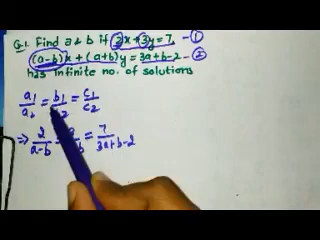 Q.1. Find a & b if 2x + 3y = 7, – ①
(a-b)x + (a+b)y = 3a+b-2 – ②
has infinite no. of solutions
a₁/a₂ = b₁/b₂ = c₁/c₂
⇒ 2/a-b = = 7/3a+b-2